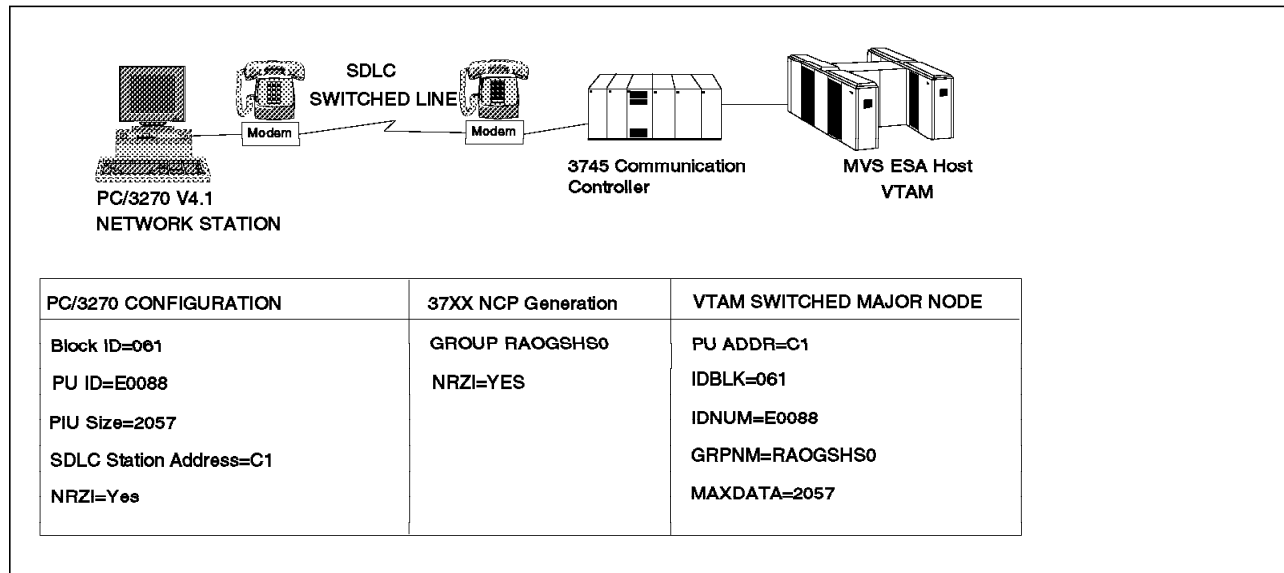 SDLC
SWITCHED LINE
Modem
Modem
3745 Communication
Controller
MVS ESA Host
VTAM
PC/3270 V4.1
NETWORK STATION
PC/3270 CONFIGURATION
Block ID=061
PU ID=E0088
PIU Size=2057
SDLC Station Address=C1
NRZI=Yes
37XX NCP Generation
GROUP RAOGSHS0
NRZI=YES
VTAM SWITCHED MAJOR NODE
PU ADDR=C1
IDBLK=061
IDNUM=E0088
GRPNM=RAOGSHS0
MAXDATA=2057